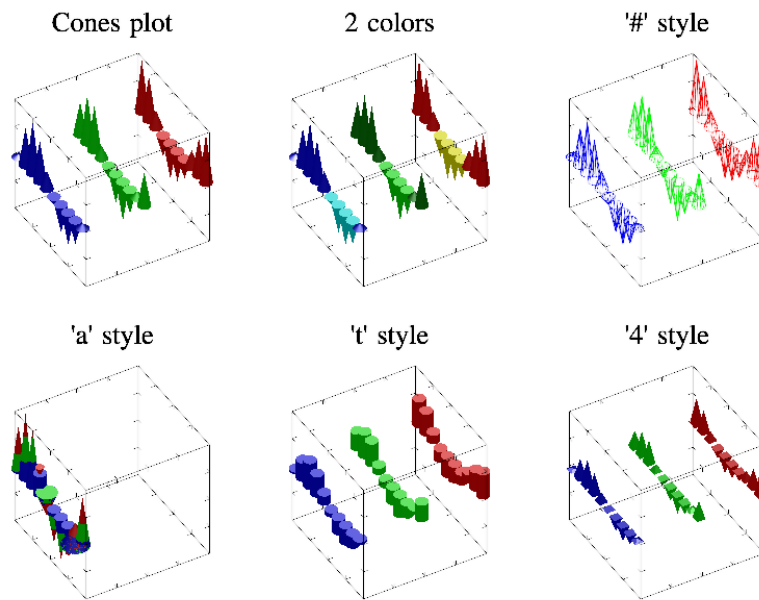 Cones plot
2 colors
'#' style
'a' style
't' style
'4' style